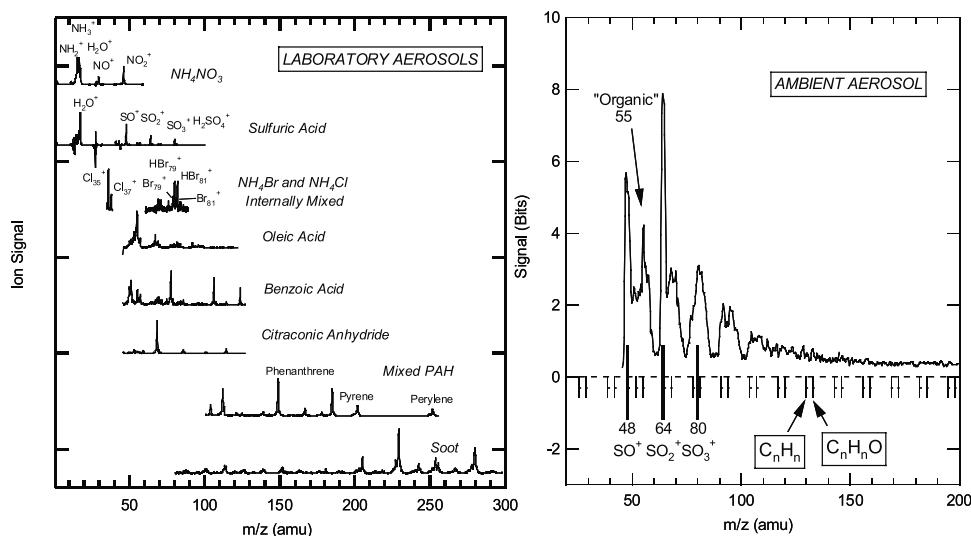 LABORATORY AEROSOLS
NH₃⁺
NH₂⁺ H₂O⁺
NO⁺
NO₂⁺
NH₄NO₃
H₂O⁺
SO⁺ SO₂⁺
SO₃⁺ H₂SO₄⁺
Sulfuric Acid
Cl₃₅⁺
Cl₃₇⁺
HBr₇₉⁺
Br₇₉⁺
HBr₈₁⁺
Br₈₁⁺
NH₄Br and NH₄Cl
Internally Mixed
Oleic Acid
Benzoic Acid
Citraconic Anhydride
Mixed PAH
Phenanthrene
Pyrene
Perylene
Soot
Ion Signal
50 100 150 200 250 300
m/z (amu)
AMBIENT AEROSOL
"Organic"
55
Signal (Bits)
10
8
6
4
2
0
-2
48 64 80
SO⁺ SO₂⁺ SO₃⁺
CₙHₙ
CₙHₙO
50 100 150 200
m/z (amu)